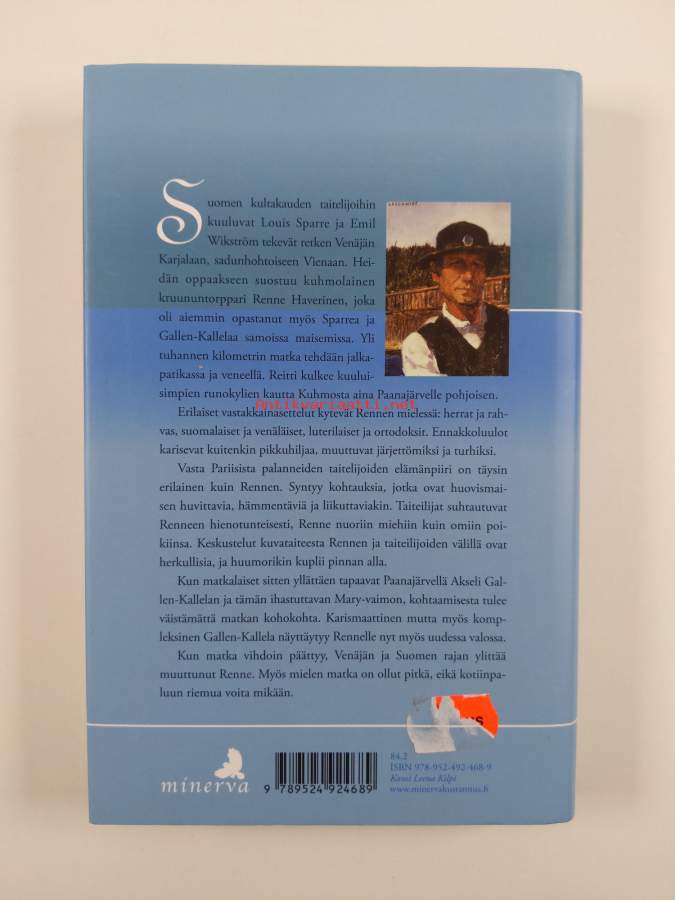 Suomen kultakauden taitelijoihin
kuuluvat Louis Sparre ja Emil
Wikström tekevät retken Venäjän
Karjalaan, sadunhohtoiseen Vienaan. Hei-
dän oppaakseen suostuu kuhmolainen
kruununtorppari Renne Haverinen, joka
oli aiemmin opastanut myös Sparrea ja
Gallen-Kallelaa samoissa maisemissa. Yli
tuhannen kilometrin matka tehdään jalka-
patikassa ja veneellä. Reitti kulkee kuului-
simpien runokylien kautta Kuhmosta aina Paanajärvelle pohjoisen.
Antikvariaatti.net
Erilaiset vastakkainasettelut kytevät Rennen mielessä: herrat ja rah-
vas, suomalaiset ja venäläiset, luterilaiset ja ortodoksit. Ennakkoluulot
karisevat kuitenkin pikkuhiljaa, muuttuvat järjettömiksi ja turhiksi.
Vasta Pariisista palanneiden taitelijoiden elämänpiiri on täysin
erilainen kuin Rennen. Syntyy kohtauksia, jotka ovat huovismai-
sen huvittavia, hämmentäviä ja liikuttaviakin. Taiteilijat suhtautuvat
Renneen hienotunteisesti, Renne nuoriin miehiin kuin omiin poi-
kiinsa. Keskustelut kuvataiteesta Rennen ja taiteilijoiden välillä ovat
herkullisia, ja huumorikin kuplii pinnan alla.
Kun matkalaiset sitten yllättäen tapaavat Paanajärvellä Akseli Gal-
len-Kallelan ja tämän ihastuttavan Mary-vaimon, kohtaamisesta tulee
väistämättä matkan kohokohta. Karismaattinen mutta myös komp-
leksinen Gallen-Kallela näyttäytyy Rennelle nyt myös uudessa valossa.
Kun matka vihdoin päättyy, Venäjän ja Suomen rajan ylittää
muuttunut Renne. Myös mielen matka on ollut pitkä, eikä kotiinpa-
luun riemua voita mikään.
minerva
9 789524 924689
84.2
ISBN 978-952-492-468-9
Kansi Leena Kilpi
www.minervakustannus.fi